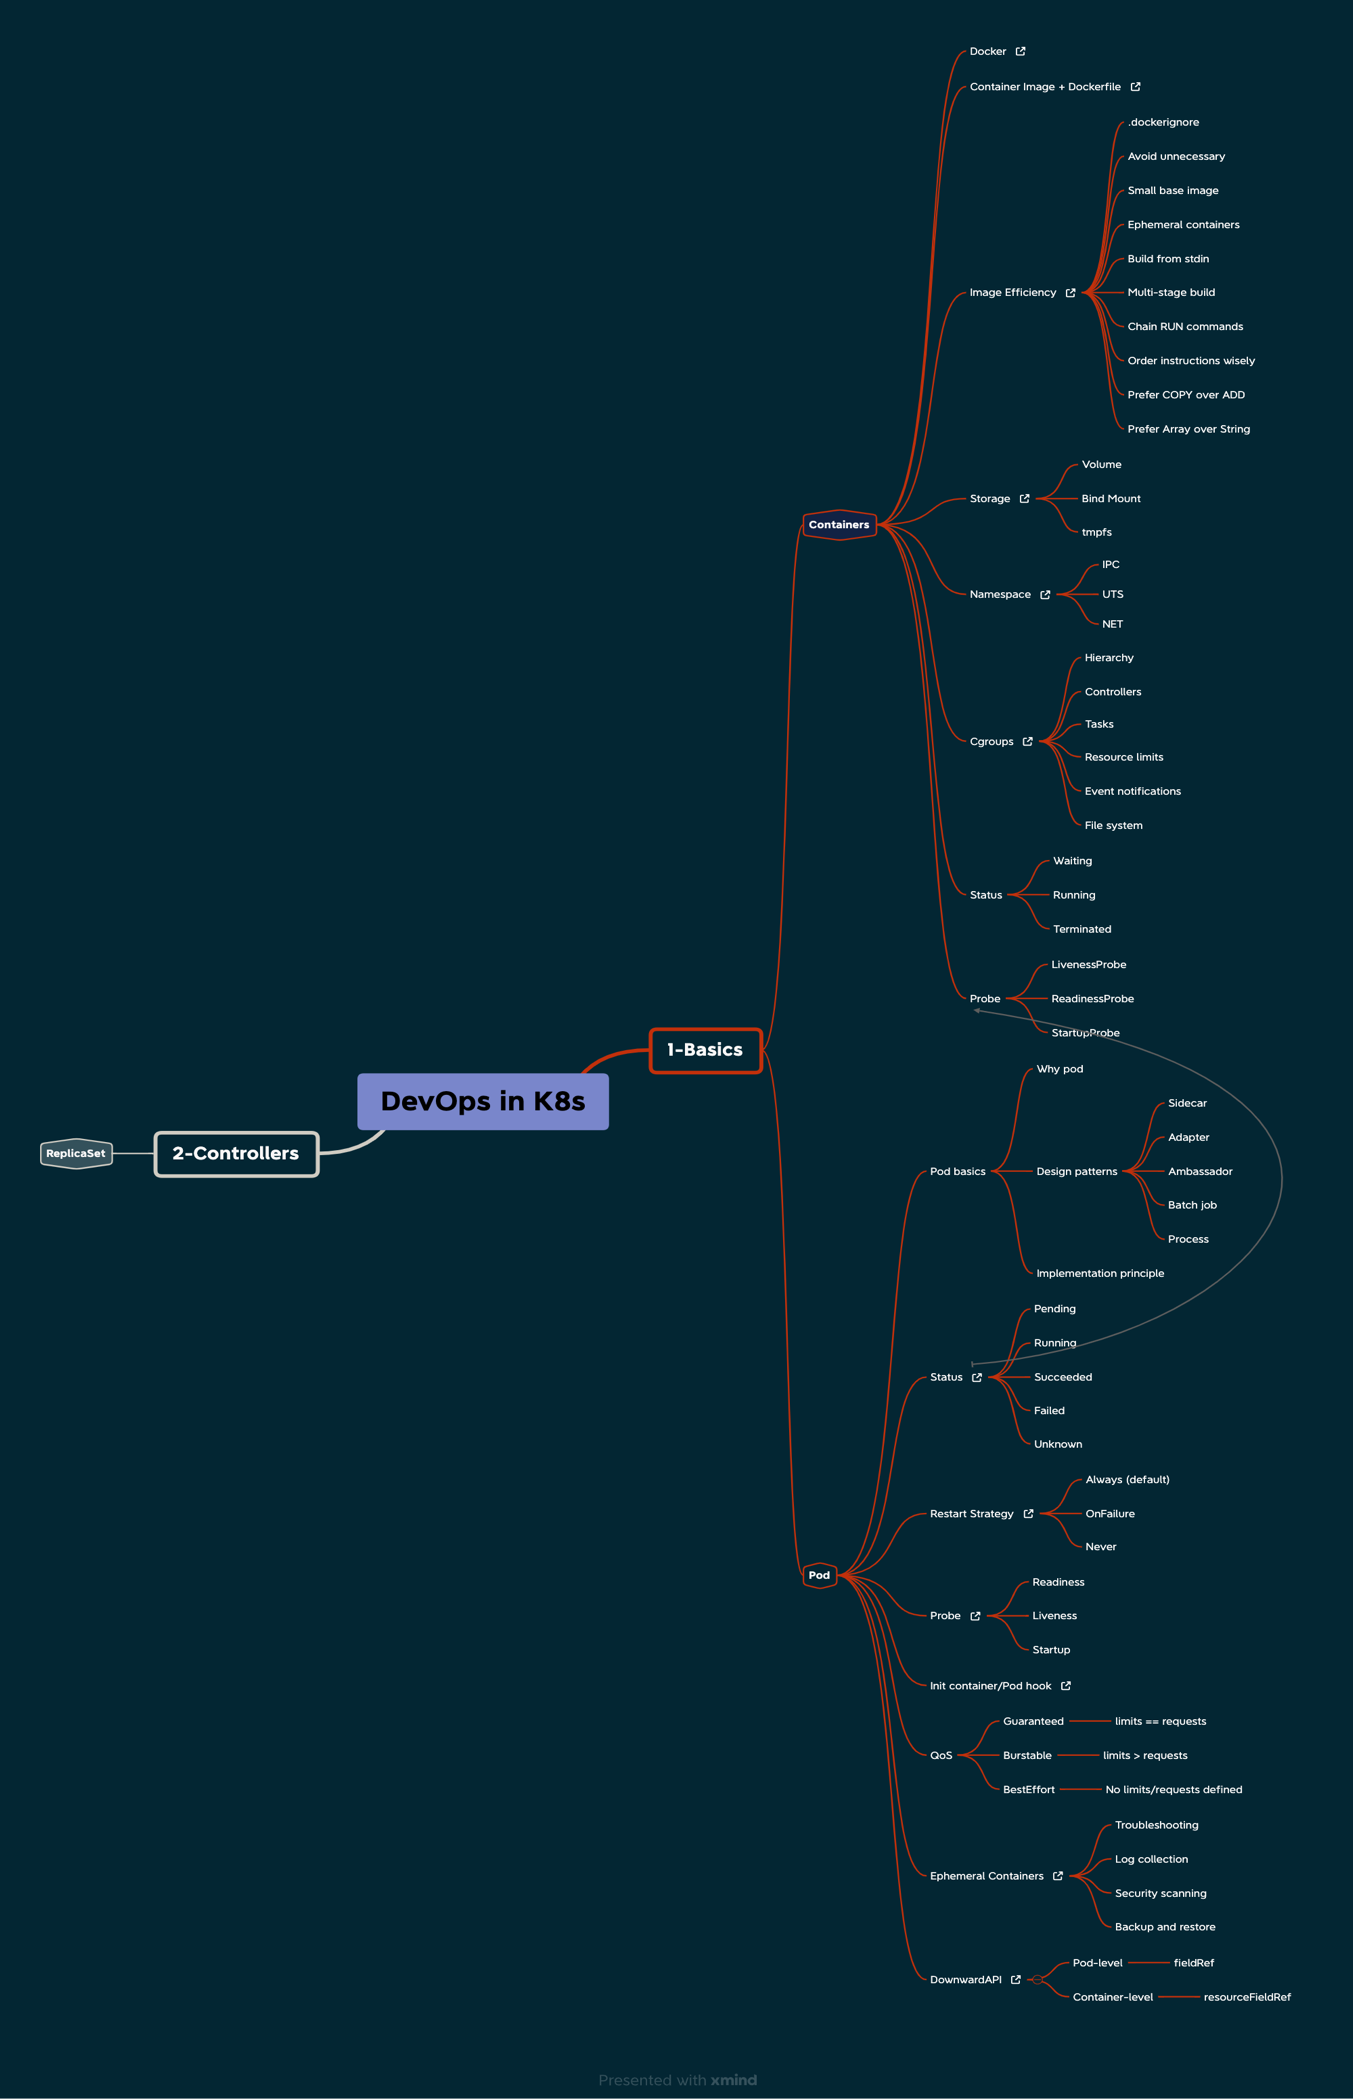 DevOps in K8s
1-Basics
Containers
Docker
Container Image + Dockerfile
Image Efficiency
.dockerignore
Avoid unnecessary
Small base image
Ephemeral containers
Build from stdin
Multi-stage build
Chain RUN commands
Order instructions wisely
Prefer COPY over ADD
Prefer Array over String
Storage
Volume
Bind Mount
tmpfs
Namespace
IPC
UTS
NET
Cgroups
Hierarchy
Controllers
Tasks
Resource limits
Event notifications
File system
Status
Waiting
Running
Terminated
Probe
LivenessProbe
ReadinessProbe
StartupProbe
Pod
Pod basics
Why pod
Design patterns
Sidecar
Adapter
Ambassador
Batch job
Process
Implementation principle
Status
Pending
Running
Succeeded
Failed
Unknown
Restart Strategy
Always (default)
OnFailure
Never
Probe
Readiness
Liveness
Startup
Init container/Pod hook
QoS
Guaranteed
limits == requests
Burstable
limits > requests
BestEffort
No limits/requests defined
Ephemeral Containers
Troubleshooting
Log collection
Security scanning
Backup and restore
DownwardAPI
Pod-level
fieldRef
Container-level
resourceFieldRef
2-Controllers
ReplicaSet
Presented with xmind